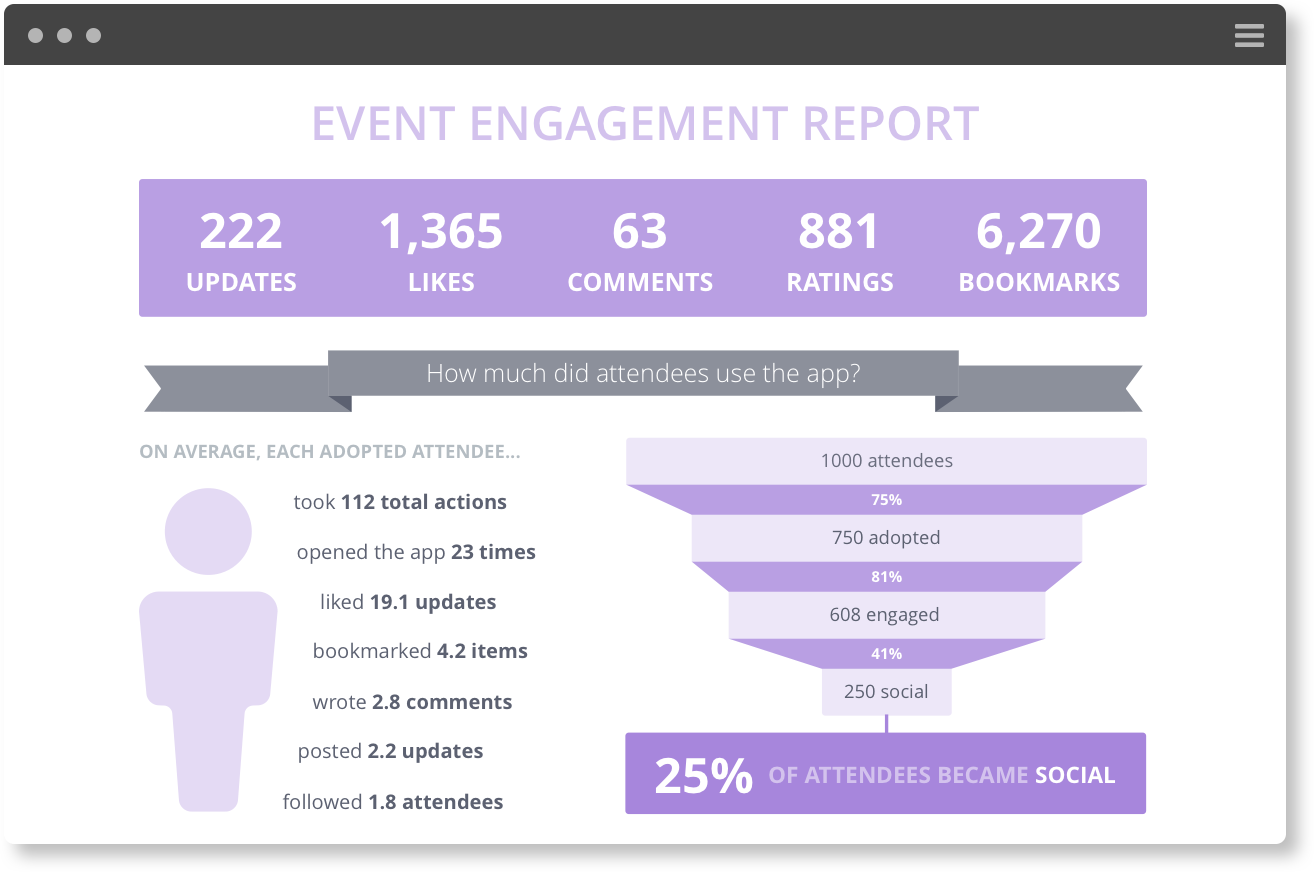 EVENT ENGAGEMENT REPORT
222 1,365 63 881 6,270
UPDATES LIKES COMMENTS RATINGS BOOKMARKS
How much did attendees use the app?
ON AVERAGE, EACH ADOPTED ATTENDEE...
took 112 total actions
opened the app 23 times
liked 19.1 updates
bookmarked 4.2 items
wrote 2.8 comments
posted 2.2 updates
followed 1.8 attendees
1000 attendees
75%
750 adopted
81%
608 engaged
41%
250 social
25% OF ATTENDEES BECAME SOCIAL